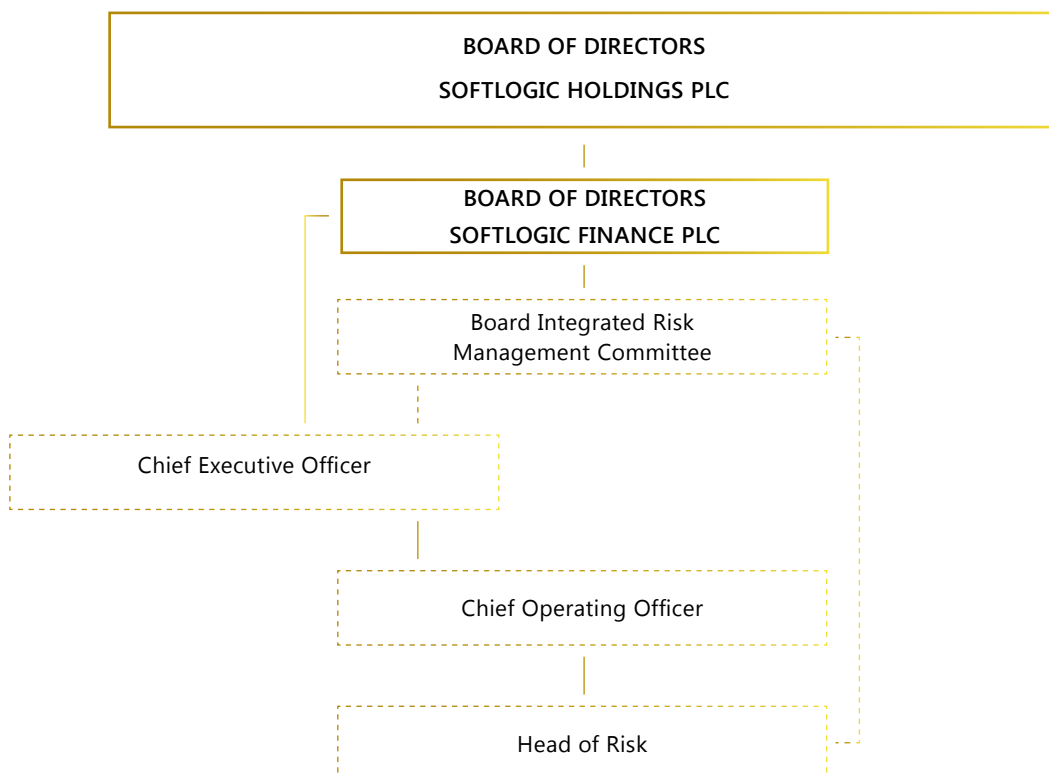 BOARD OF DIRECTORS
SOFTLOGIC HOLDINGS PLC
BOARD OF DIRECTORS
SOFTLOGIC FINANCE PLC
Board Integrated Risk
Management Committee
Chief Executive Officer
Chief Operating Officer
Head of Risk